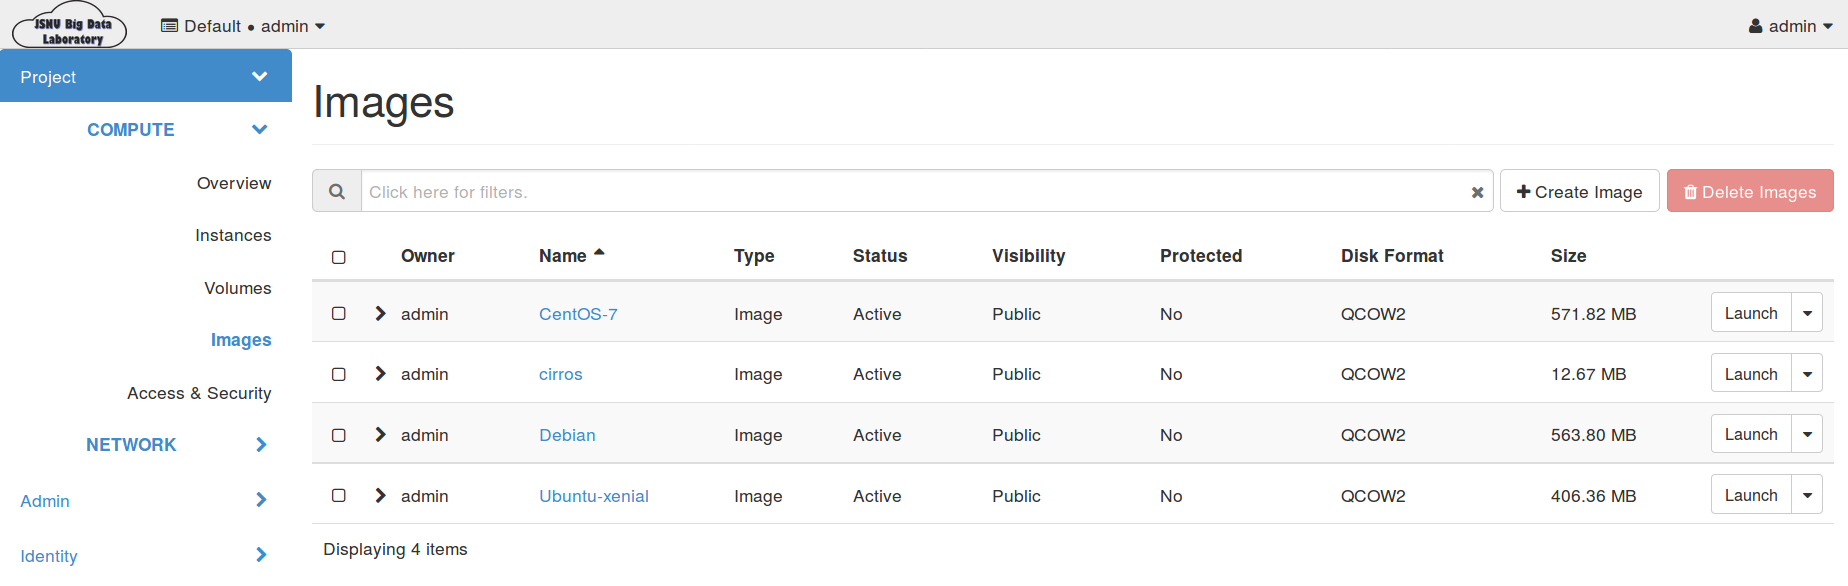 JSNU Big Data
Laboratory
Default • admin
admin
Project
COMPUTE
Overview
Instances
Volumes
Images
Access & Security
NETWORK
Admin
Identity
Images
Click here for filters.
Create Image
Delete Images
Owner Name Type Status Visibility Protected Disk Format Size
admin CentOS-7 Image Active Public No QCOW2 571.82 MB Launch
admin cirros Image Active Public No QCOW2 12.67 MB Launch
admin Debian Image Active Public No QCOW2 563.80 MB Launch
admin Ubuntu-xenial Image Active Public No QCOW2 406.36 MB Launch
Displaying 4 items